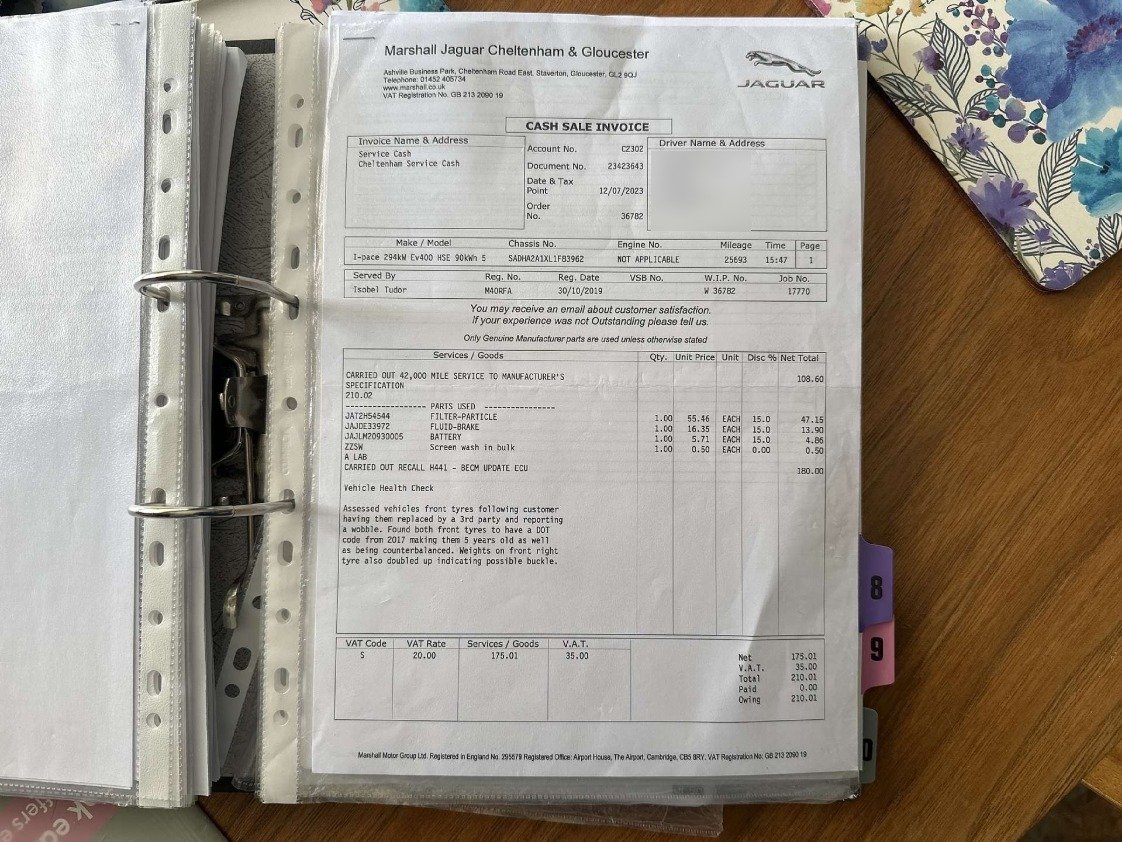 Marshall Jaguar Cheltenham & Gloucester
JAGUAR
Ashville Business Park, Cheltenham Road East, Staverton, Gloucester, GL2 9QJ
Telephone: 01452 405734
www.marshall.co.uk
VAT Registration No. GB 213 2090 19
CASH SALE INVOICE
Invoice Name & Address
Service Cash
Cheltenham Service Cash
Account No. C2302
Document No. 23423643
Date & Tax
Point 12/07/2023
Order
No. 36782
Driver Name & Address
Make / Model Chassis No. Engine No. Mileage Time Page
I-pace 294kW Ev400 HSE 90kWh 5 SADHA2A1XL1F83962 NOT APPLICABLE 25693 15:47 1
Served By Reg. No. Reg. Date VSB No. W.I.P. No. Job No.
Isobel Tudor M40RFA 30/10/2019 W 36782 17770
You may receive an email about customer satisfaction.
If your experience was not Outstanding please tell us.
Only Genuine Manufacturer parts are used unless otherwise stated
Services / Goods Qty. Unit Price Unit Disc % Net Total
CARRIED OUT 42,000 MILE SERVICE TO MANUFACTURER'S 108.60
SPECIFICATION
210.02
------------------- PARTS USED ----------------
JAT2H54544 FILTER-PARTICLE 1.00 55.46 EACH 15.0 47.15
JAJDE33972 FLUID-BRAKE 1.00 16.35 EACH 15.0 13.90
JAJLM20930005 BATTERY 1.00 5.71 EACH 15.0 4.86
ZZSW Screen wash in bulk 1.00 0.50 EACH 0.00 0.50
A LAB
CARRIED OUT RECALL H441 - BECM UPDATE ECU 180.00
Vehicle Health Check
Assessed vehicles front tyres following customer
having them replaced by a 3rd party and reporting
a wobble. Found both front tyres to have a DOT
code from 2017 making them 5 years old as well
as being counterbalanced. Weights on front right
tyre also doubled up indicating possible buckle.
VAT Code VAT Rate Services / Goods V.A.T.
S 20.00 175.01 35.00
Net 175.01
V.A.T. 35.00
Total 210.01
Paid 0.00
Owing 210.01
Marshall Motor Group Ltd. Registered in England No. 295579 Registered Office: Airport House, The Airport, Cambridge, CB5 8RY, VAT Registration No: GB 213 2090 19
8
9
0